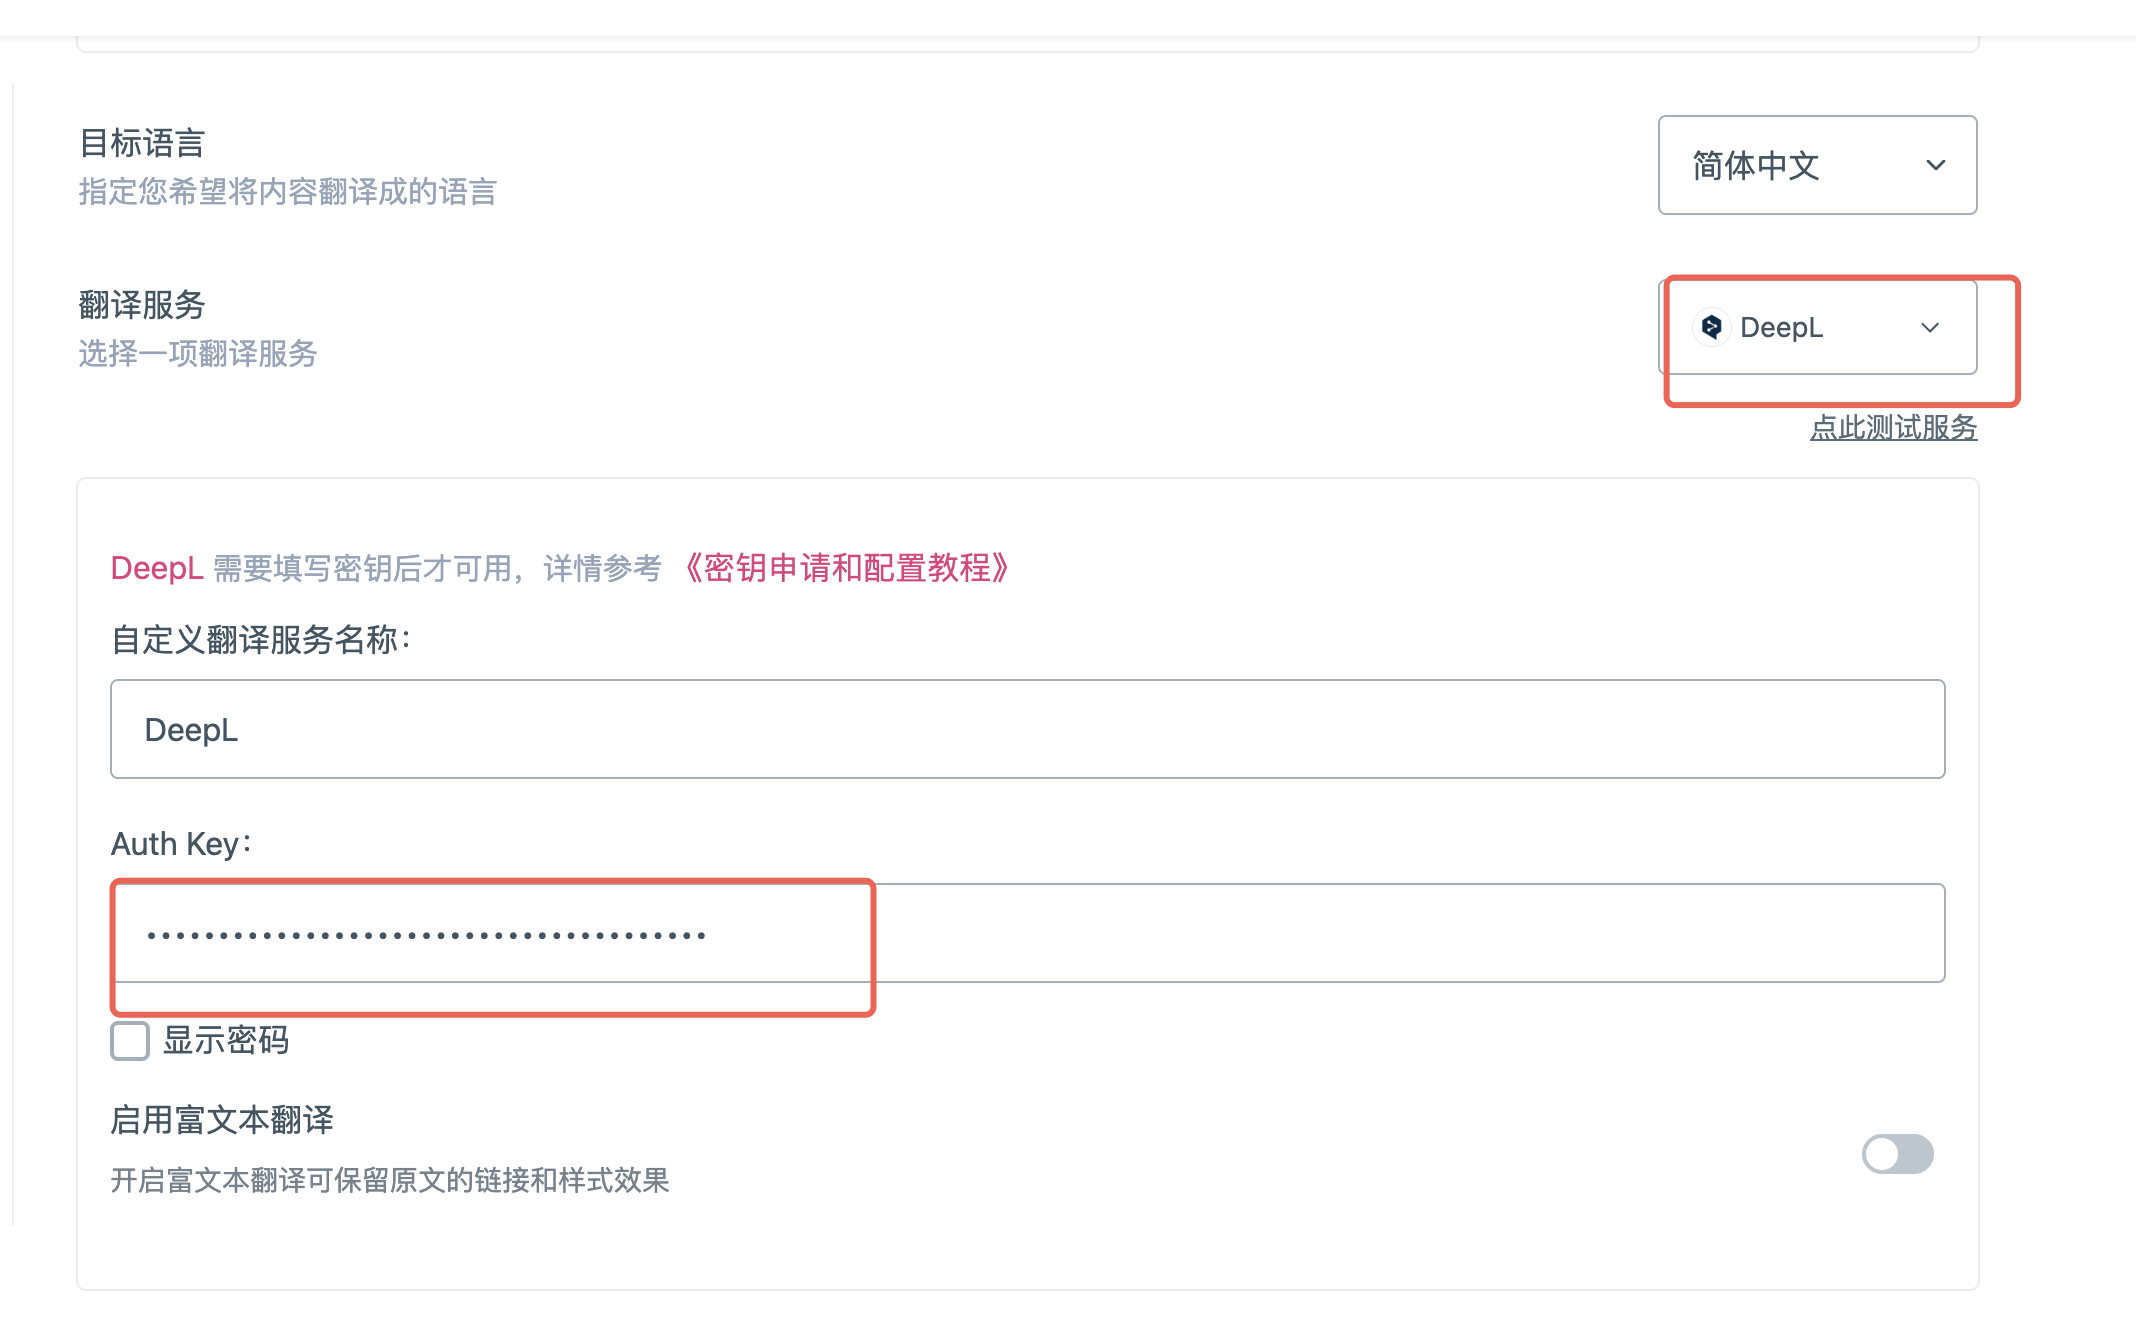 目标语言
指定您希望将内容翻译成的语言
简体中文
翻译服务
选择一项翻译服务
DeepL
点此测试服务
DeepL 需要填写密钥后才可用，详情参考 《密钥申请和配置教程》
自定义翻译服务名称：
DeepL
Auth Key：
•••••••••••••••••••••••••••••••••••••••
显示密码
启用富文本翻译
开启富文本翻译可保留原文的链接和样式效果